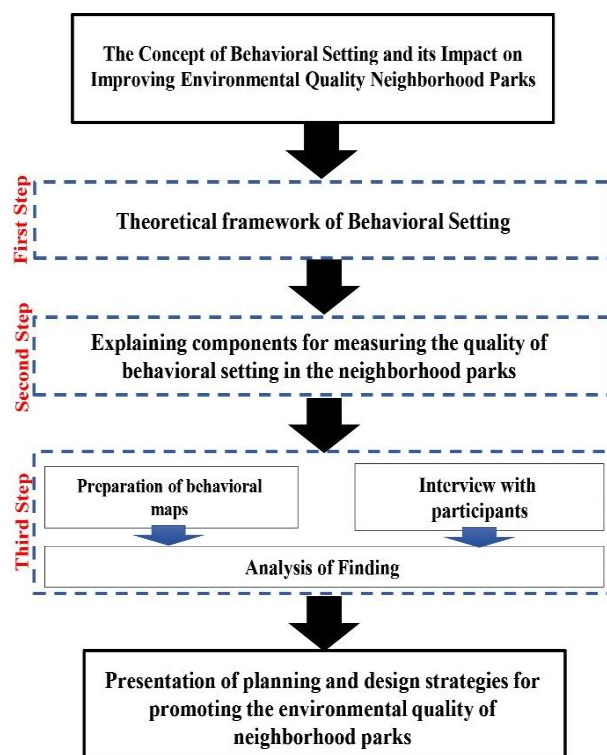 The Concept of Behavioral Setting and its Impact on
Improving Environmental Quality Neighborhood Parks
First Step
Theoretical framework of Behavioral Setting
Second Step
Explaining components for measuring the quality of
behavioral setting in the neighborhood parks
Third Step
Preparation of behavioral
maps
Interview with
participants
Analysis of Finding
Presentation of planning and design strategies for
promoting the environmental quality of
neighborhood parks